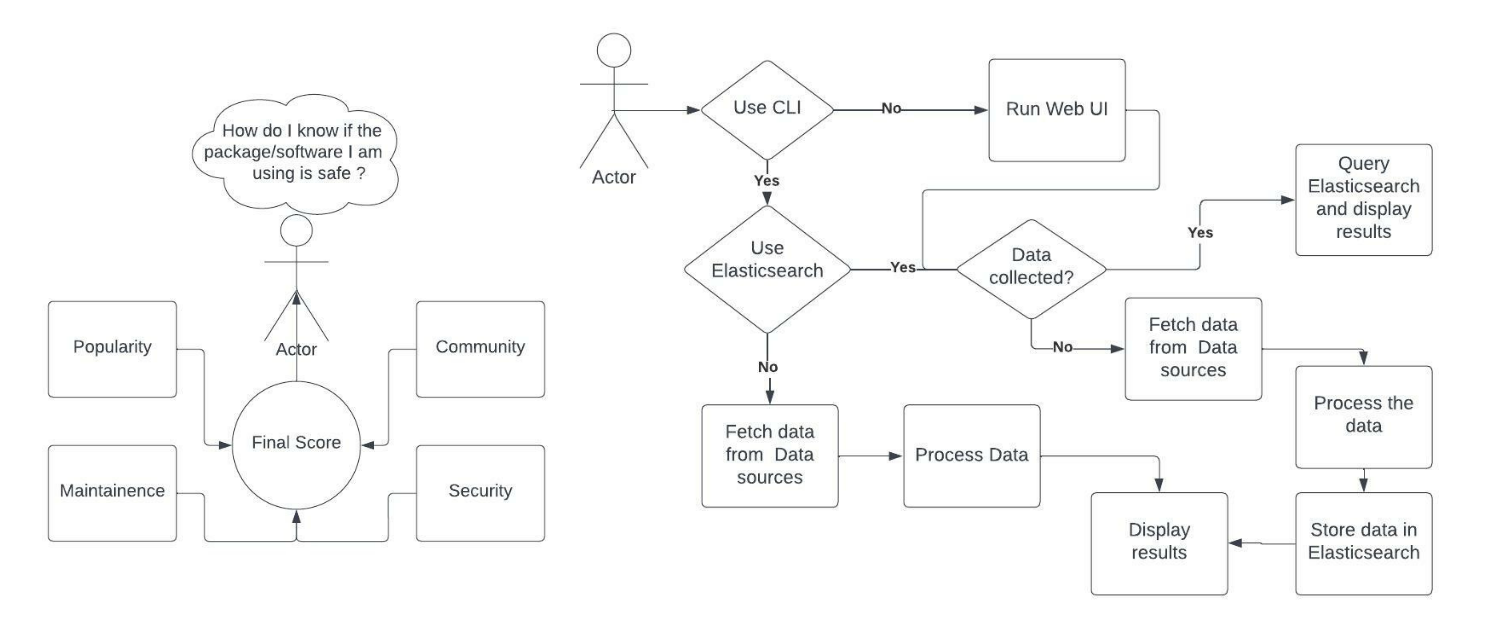 How do I know if the
package/software I am
using is safe ?
Actor
Popularity
Community
Final Score
Maintainence
Security
Actor
Use CLI
No
Run Web UI
Yes
Use
Elasticsearch
Yes
Data
collected?
Yes
Query
Elasticsearch
and display
results
No
Fetch data
from Data
sources
Process the
data
No
Fetch data
from Data
sources
Process Data
Display
results
Store data in
Elasticsearch